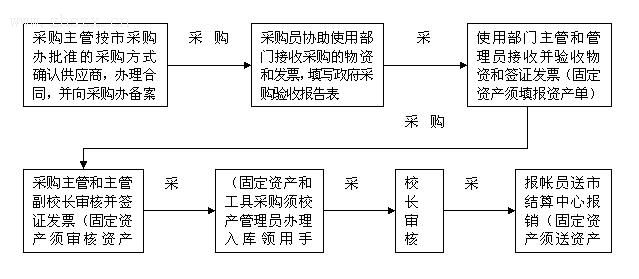 采购主管按市采购
办批准的采购方式
确认供应商，办理合
同，并向采购办备案
采 购
采购员协助使用部
门接收采购的物资
和发票，填写政府采
购验收报告表
采
使用部门主管和管
理员接收并验收物
资和签证发票（固定
资产须填报资产单）
采 购
采购主管和主管
副校长审核并签
证发票（固定资
产须审核资产
采
（固定资产和
工具采购须校
产管理员办理
入库领用手
采
校
长
审
核
采
报帐员送市
结算中心报
销（固定资
产须送资产